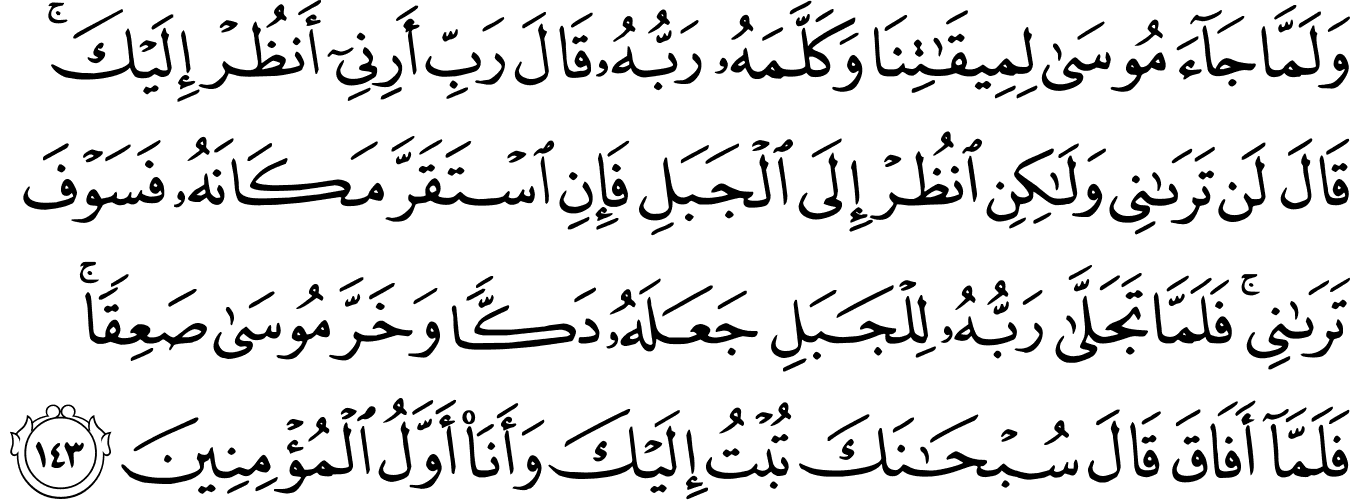 وَلَمَّا جَآءَ مُوسَىٰ لِمِيقَـٰتِنَا وَكَلَّمَهُۥ رَبُّهُۥ قَالَ رَبِّ أَرِنِىٓ أَنظُرْ إِلَيْكَ ۚ
قَالَ لَن تَرَىٰنِى وَلَـٰكِنِ ٱنظُرْ إِلَى ٱلْجَبَلِ فَإِنِ ٱسْتَقَرَّ مَكَانَهُۥ فَسَوْفَ
تَرَىٰنِى ۚ فَلَمَّا تَجَلَّىٰ رَبُّهُۥ لِلْجَبَلِ جَعَلَهُۥ دَكًّا وَخَرَّ مُوسَىٰ صَعِقًا ۚ
فَلَمَّآ أَفَاقَ قَالَ سُبْحَـٰنَكَ تُبْتُ إِلَيْكَ وَأَنَا۠ أَوَّلُ ٱلْمُؤْمِنِينَ ١٤٣